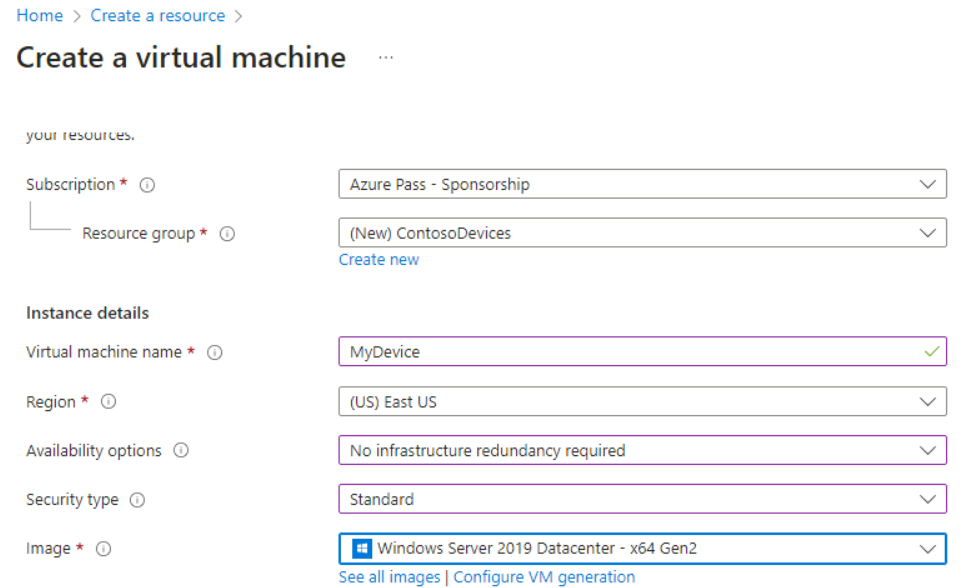 Home > Create a resource >
Create a virtual machine ...
your resources.
Subscription * Azure Pass - Sponsorship
Resource group * (New) ContosoDevices
Create new
Instance details
Virtual machine name * MyDevice
Region * (US) East US
Availability options No infrastructure redundancy required
Security type Standard
Image * Windows Server 2019 Datacenter - x64 Gen2
See all images | Configure VM generation